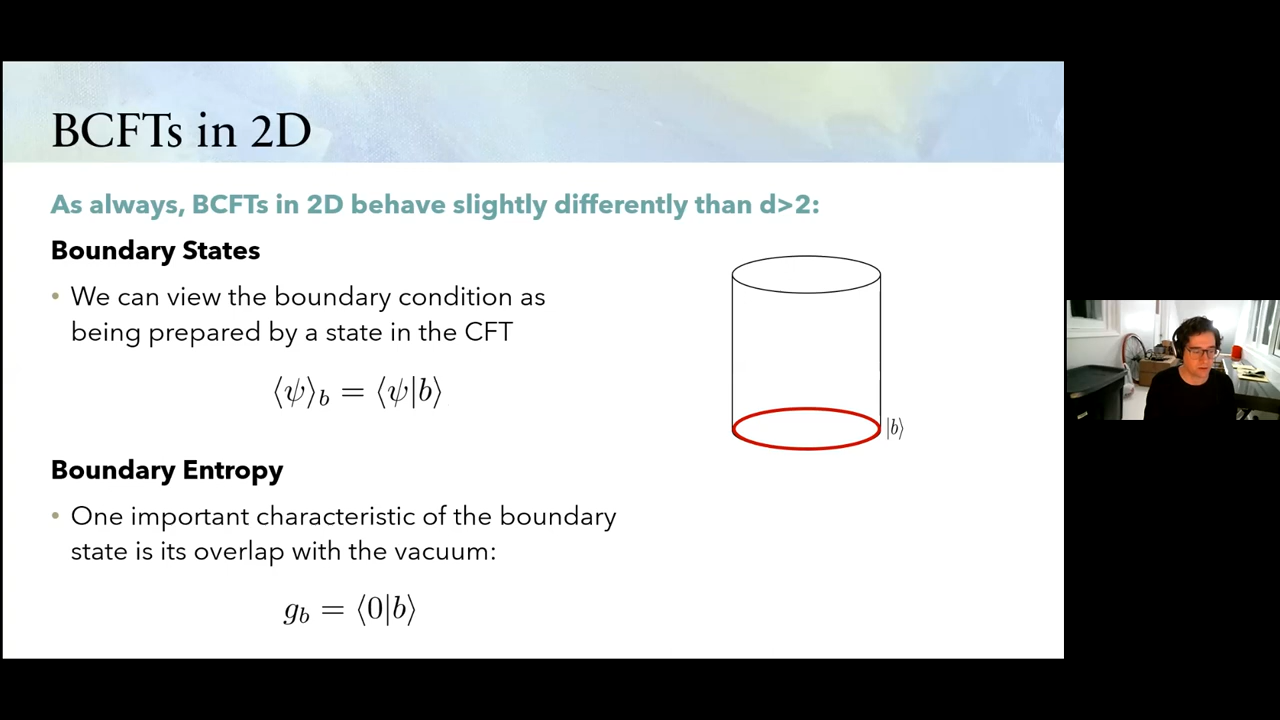 BCFTs in 2D
As always, BCFTs in 2D behave slightly differently than d>2:
Boundary States
• We can view the boundary condition as
being prepared by a state in the CFT
⟨ψ⟩_b = ⟨ψ|b⟩
|b⟩
Boundary Entropy
• One important characteristic of the boundary
state is its overlap with the vacuum:
g_b = ⟨0|b⟩